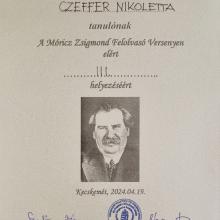 CZEFFER NIKOLETTA
tanulónak
A Móricz Zsigmond Felolvasó Versenyen
elért
............III...............
helyezéséért
Kecskemét, 2024.04.19.